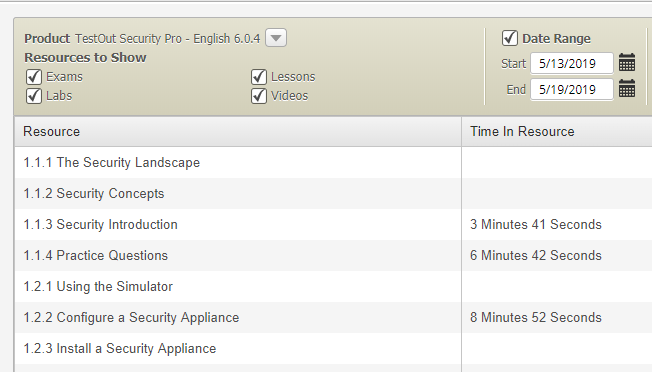 Product TestOut Security Pro - English 6.0.4
Resources to Show
Exams Lessons
Labs Videos
Date Range
Start 5/13/2019
End 5/19/2019
Resource Time In Resource
1.1.1 The Security Landscape
1.1.2 Security Concepts
1.1.3 Security Introduction 3 Minutes 41 Seconds
1.1.4 Practice Questions 6 Minutes 42 Seconds
1.2.1 Using the Simulator
1.2.2 Configure a Security Appliance 8 Minutes 52 Seconds
1.2.3 Install a Security Appliance